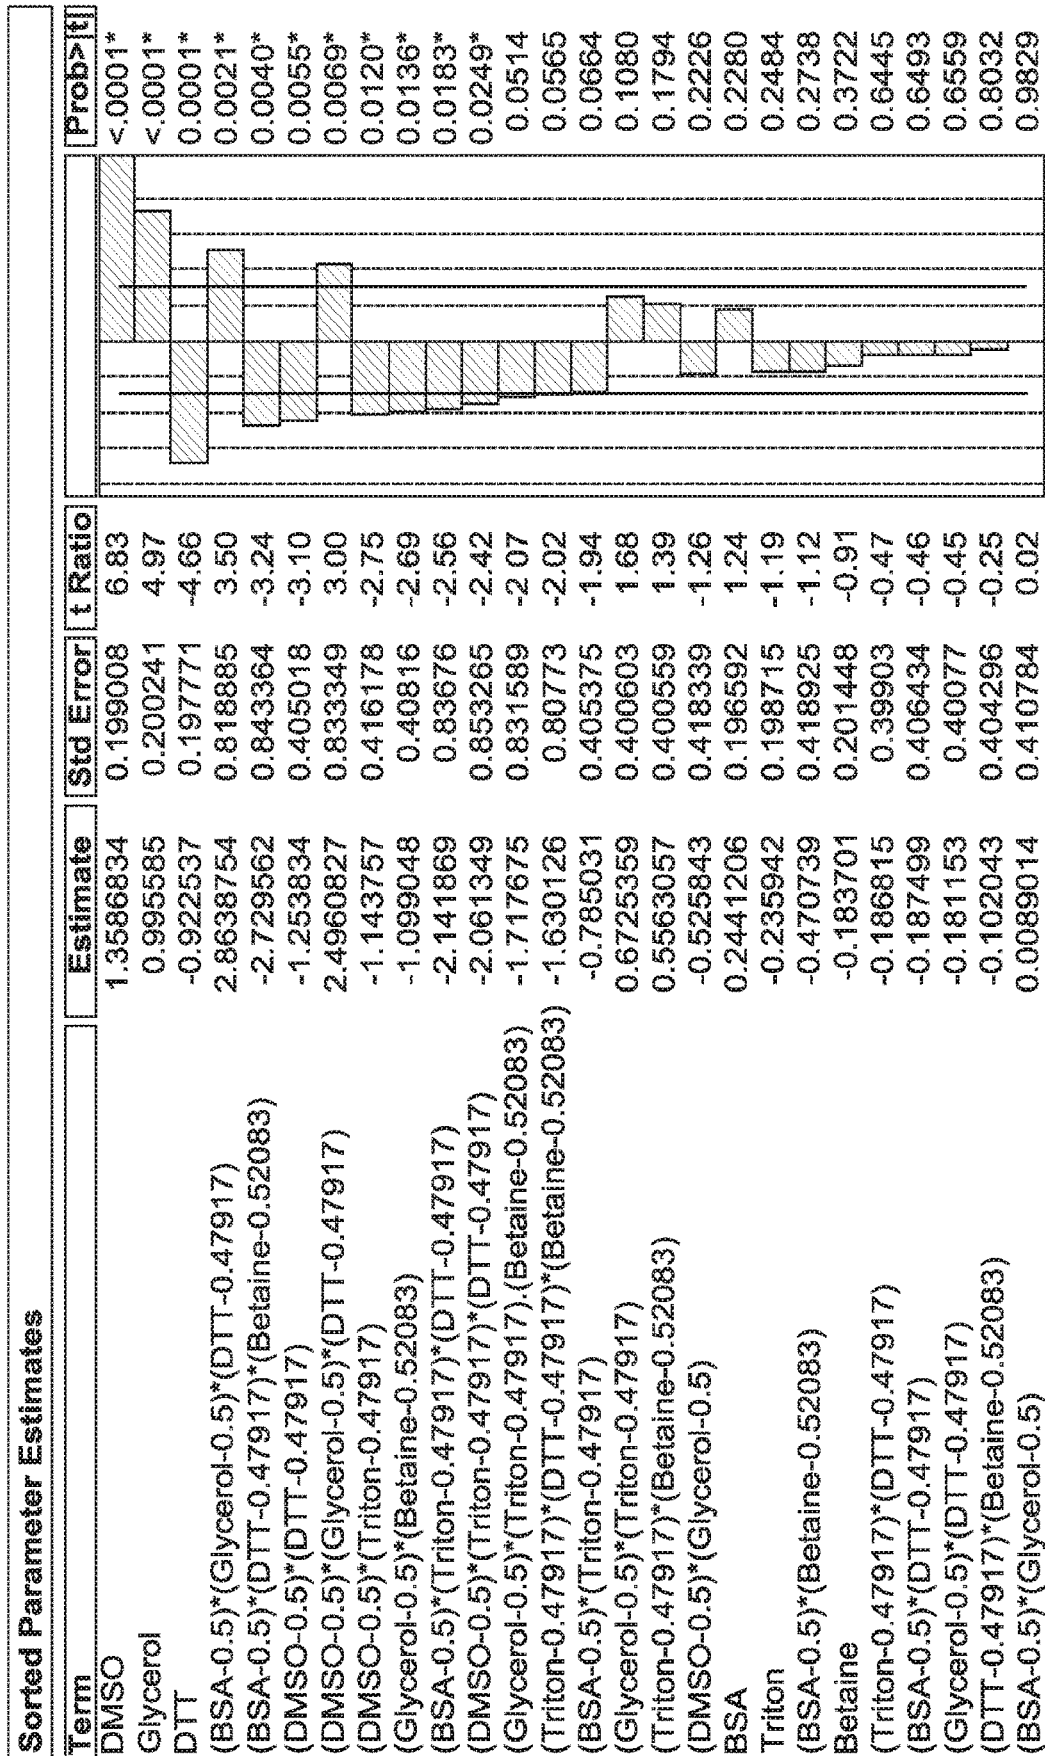 Sorted Parameter Estimates
Term Estimate Std Error t Ratio Prob>|t|
DMSO 1.3586834 0.199008 6.83 <.0001*
Glycerol 0.995585 0.200241 4.97 <.0001*
DTT -0.922537 0.197771 -4.66 0.0001*
(BSA-0.5)*(Glycerol-0.5)*(DTT-0.47917) 2.8638754 0.818885 3.50 0.0021*
(BSA-0.5)*(DTT-0.47917)*(Betaine-0.52083) -2.729562 0.843364 -3.24 0.0040*
(DMSO-0.5)*(DTT-0.47917) -1.253834 0.405018 -3.10 0.0055*
(DMSO-0.5)*(Glycerol-0.5)*(DTT-0.47917) 2.4960827 0.833349 3.00 0.0069*
(DMSO-0.5)*(Triton-0.47917) -1.143757 0.416178 -2.75 0.0120*
(Glycerol-0.5)*(Betaine-0.52083) -1.099048 0.40816 -2.69 0.0136*
(BSA-0.5)*(Triton-0.47917)*(DTT-0.47917) -2.141869 0.83676 -2.56 0.0183*
(DMSO-0.5)*(Triton-0.47917)*(DTT-0.47917) -2.061349 0.853265 -2.42 0.0249*
(Glycerol-0.5)*(Triton-0.47917).(Betaine-0.52083) -1.717675 0.831589 -2.07 0.0514
(Triton-0.47917)*(DTT-0.47917)*(Betaine-0.52083) -1.630126 0.80773 -2.02 0.0565
(BSA-0.5)*(Triton-0.47917) -0.785031 0.405375 -1.94 0.0664
(Glycerol-0.5)*(Triton-0.47917) 0.6725359 0.400603 1.68 0.1080
(Triton-0.47917)*(Betaine-0.52083) 0.5563057 0.400559 1.39 0.1794
(DMSO-0.5)*(Glycerol-0.5) -0.525843 0.418339 -1.26 0.2226
BSA 0.2441206 0.196592 1.24 0.2280
Triton -0.235942 0.198715 -1.19 0.2484
(BSA-0.5)*(Betaine-0.52083) -0.470739 0.418925 -1.12 0.2738
Betaine -0.183701 0.201448 -0.91 0.3722
(Triton-0.47917)*(DTT-0.47917) -0.186815 0.39903 -0.47 0.6445
(BSA-0.5)*(DTT-0.47917) -0.187499 0.406434 -0.46 0.6493
(Glycerol-0.5)*(DTT-0.47917) -0.181153 0.40077 -0.45 0.6559
(DTT-0.47917)*(Betaine-0.52083) -0.102043 0.404296 -0.25 0.8032
(BSA-0.5)*(Glycerol-0.5) 0.0089014 0.410784 0.02 0.9829